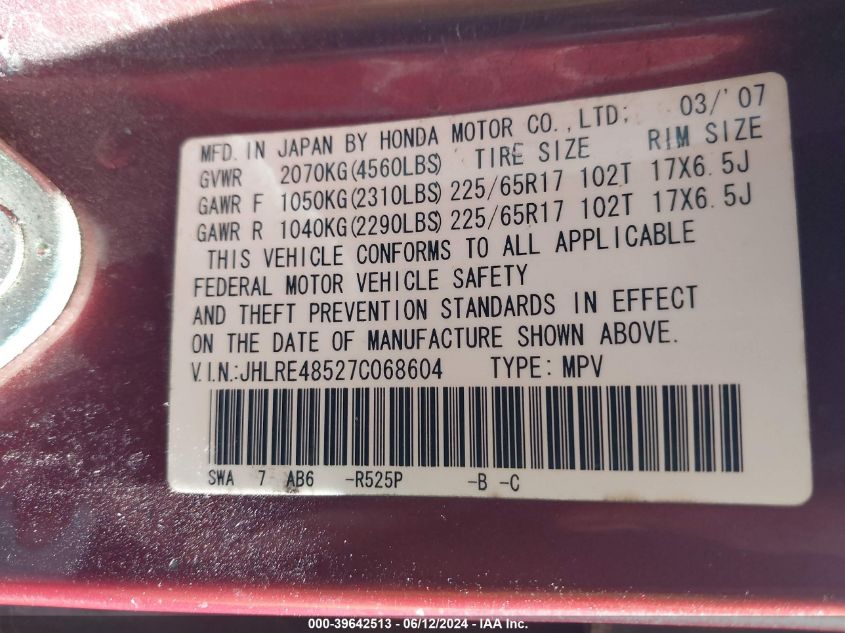 MFD. IN JAPAN BY HONDA MOTOR CO.,LTD; 03/'07
GVWR 2070KG(4560LBS) TIRE SIZE RIM SIZE
GAWR F 1050KG(2310LBS) 225/65R17 102T 17X6.5J
GAWR R 1040KG(2290LBS) 225/65R17 102T 17X6.5J
THIS VEHICLE CONFORMS TO ALL APPLICABLE
FEDERAL MOTOR VEHICLE SAFETY
AND THEFT PREVENTION STANDARDS IN EFFECT
ON THE DATE OF MANUFACTURE SHOWN ABOVE.
V.I.N.:JHLRE48527C068604 TYPE: MPV
SWA 7 AB6 -R525P -B -C
000-39642513 - 06/12/2024 - IAA Inc.